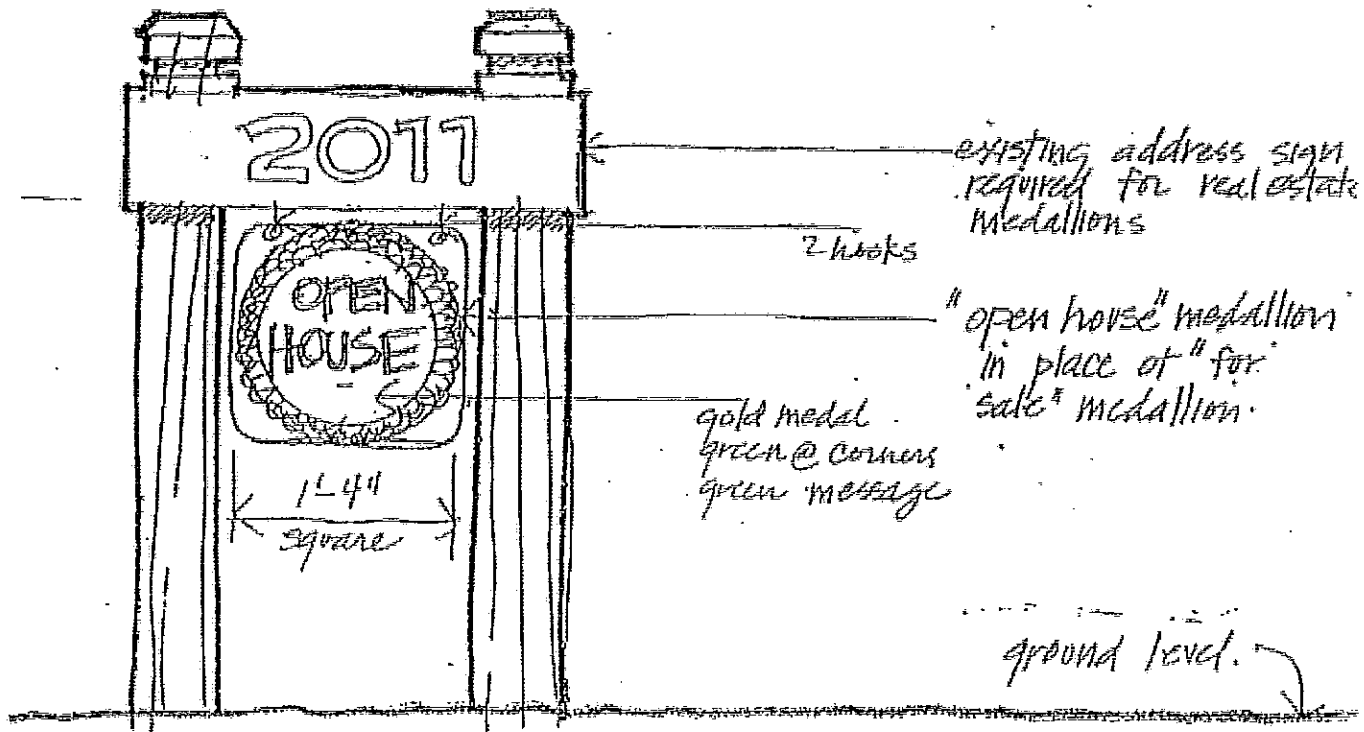 2011
existing address sign
required for real estate
medallions
2 hooks
OPEN
HOUSE
"open house" medallion
in place of "for
sale" medallion.
gold medal
green @ corners
green message
1'-4"
square
ground level.